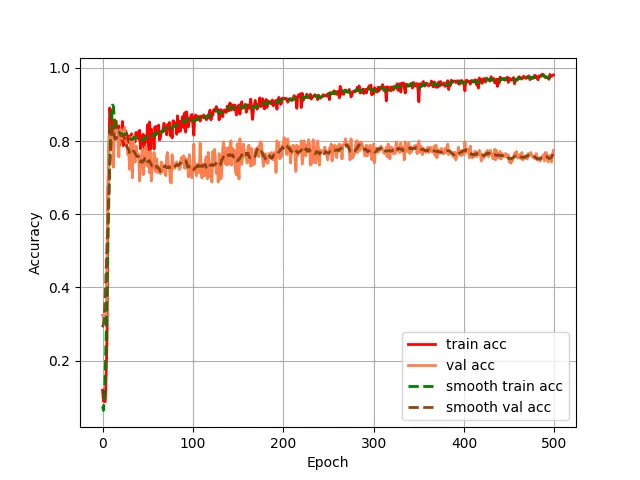 1.0
0.8
0.6
0.4
0.2
Accuracy
0 100 200 300 400 500
Epoch
train acc
val acc
smooth train acc
smooth val acc